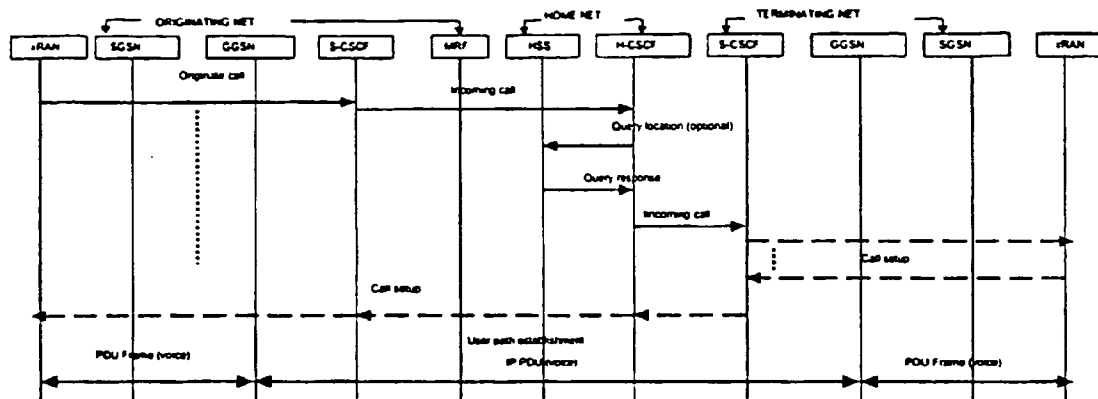 ORIGINATING NET
HOME NET
TERMINATING NET
xRAN
SGSN
GGSN
S-CSCF
MRF
HSS
H-CSCF
S-CSCF
GGSN
SGSN
xRAN
Originate call
Incoming call
Query location (optional)
Query response
Incoming call
Call setup
Call setup
User path establishment
PDU Frame (voice)
IP PDU(voice)
PDU Frame (voice)